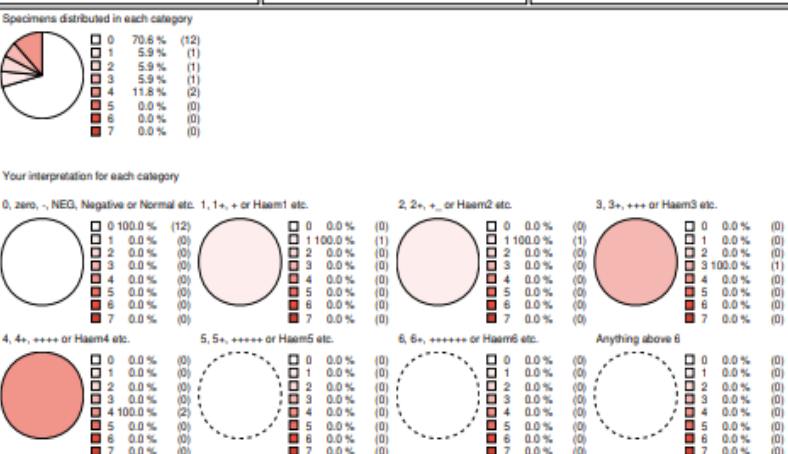 Specimens distributed in each category
0 70.6 % (12)
1 5.9 % (1)
2 5.9 % (1)
3 5.9 % (1)
4 11.8 % (2)
5 0.0 % (0)
6 0.0 % (0)
7 0.0 % (0)
Your interpretation for each category
0, zero, -, NEG, Negative or Normal etc.
0 100.0 % (12)
1 0.0 % (0)
2 0.0 % (0)
3 0.0 % (0)
4 0.0 % (0)
5 0.0 % (0)
6 0.0 % (0)
7 0.0 % (0)
1, 1+, + or Haem1 etc.
0 0.0 % (0)
1 100.0 % (1)
2 0.0 % (0)
3 0.0 % (0)
4 0.0 % (0)
5 0.0 % (0)
6 0.0 % (0)
7 0.0 % (0)
2, 2+, +_ or Haem2 etc.
0 0.0 % (0)
1 100.0 % (1)
2 0.0 % (0)
3 0.0 % (0)
4 0.0 % (0)
5 0.0 % (0)
6 0.0 % (0)
7 0.0 % (0)
3, 3+, +++ or Haem3 etc.
0 0.0 % (0)
1 0.0 % (0)
2 0.0 % (0)
3 100.0 % (1)
4 0.0 % (0)
5 0.0 % (0)
6 0.0 % (0)
7 0.0 % (0)
4, 4+, ++++ or Haem4 etc.
0 0.0 % (0)
1 0.0 % (0)
2 0.0 % (0)
3 0.0 % (0)
4 100.0 % (2)
5 0.0 % (0)
6 0.0 % (0)
7 0.0 % (0)
5, 5+, +++++ or Haem5 etc.
0 0.0 % (0)
1 0.0 % (0)
2 0.0 % (0)
3 0.0 % (0)
4 0.0 % (0)
5 0.0 % (0)
6 0.0 % (0)
7 0.0 % (0)
6, 6+, ++++++ or Haem6 etc.
0 0.0 % (0)
1 0.0 % (0)
2 0.0 % (0)
3 0.0 % (0)
4 0.0 % (0)
5 0.0 % (0)
6 0.0 % (0)
7 0.0 % (0)
Anything above 6
0 0.0 % (0)
1 0.0 % (0)
2 0.0 % (0)
3 0.0 % (0)
4 0.0 % (0)
5 0.0 % (0)
6 0.0 % (0)
7 0.0 % (0)